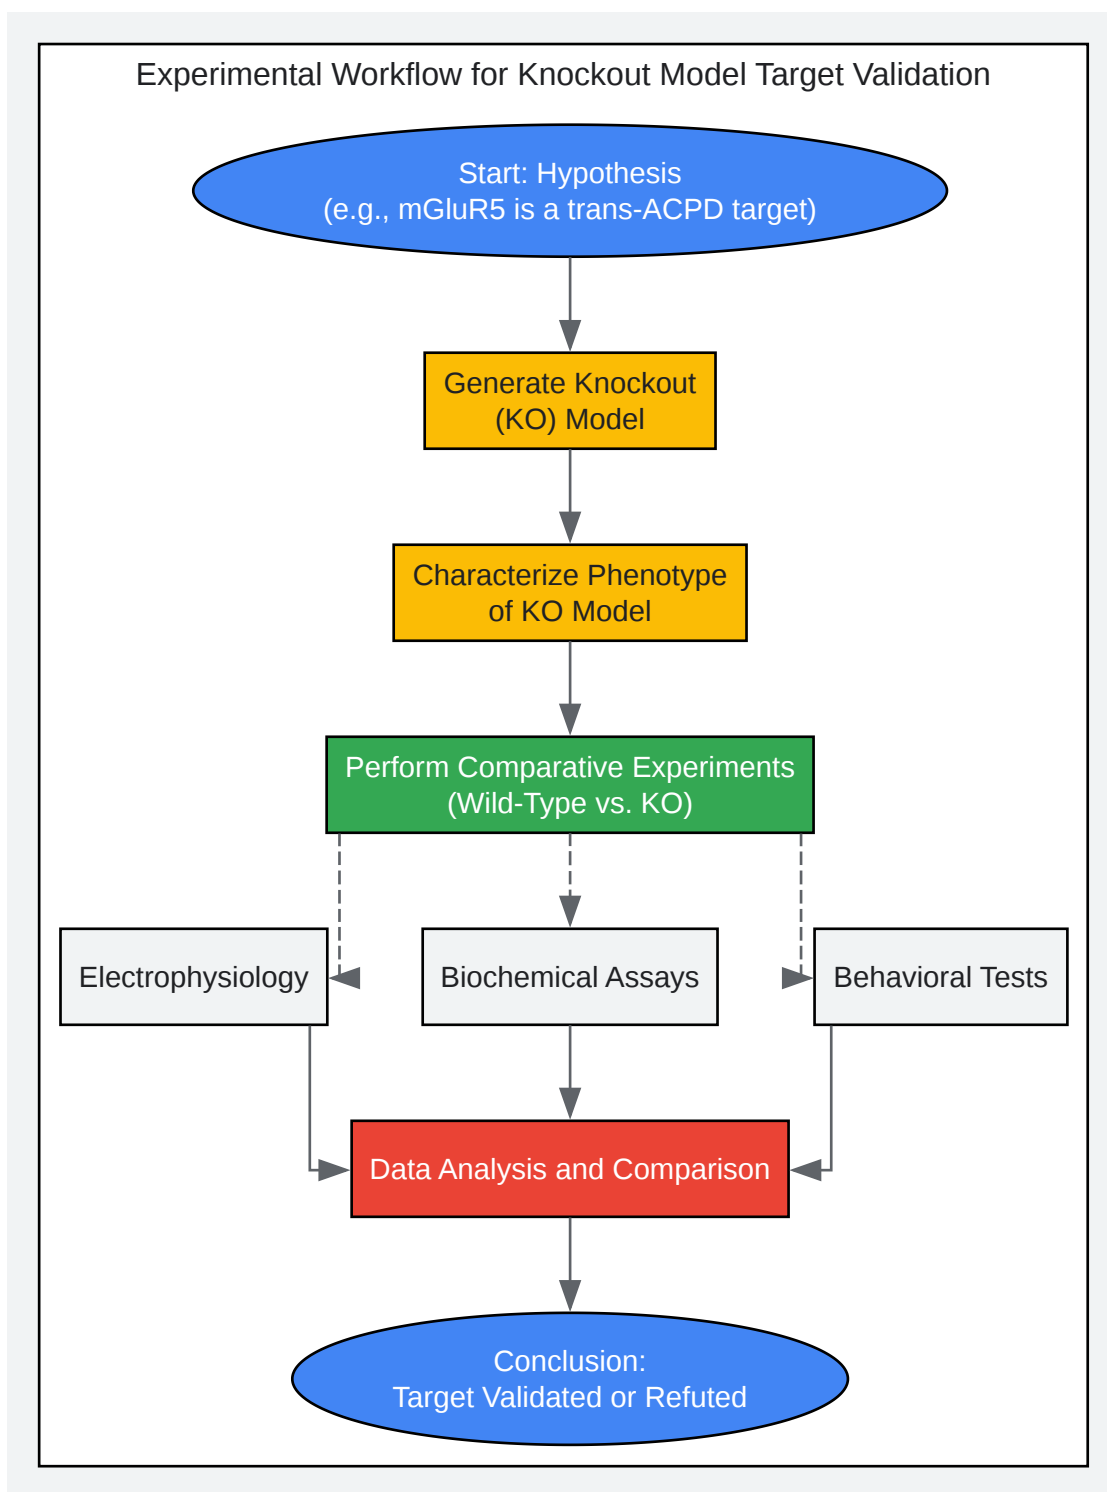 Experimental Workflow for Knockout Model Target Validation
Start: Hypothesis
(e.g., mGluR5 is a trans-ACPD target)
Generate Knockout
(KO) Model
Characterize Phenotype
of KO Model
Perform Comparative Experiments
(Wild-Type vs. KO)
Electrophysiology
Biochemical Assays
Behavioral Tests
Data Analysis and Comparison
Conclusion:
Target Validated or Refuted